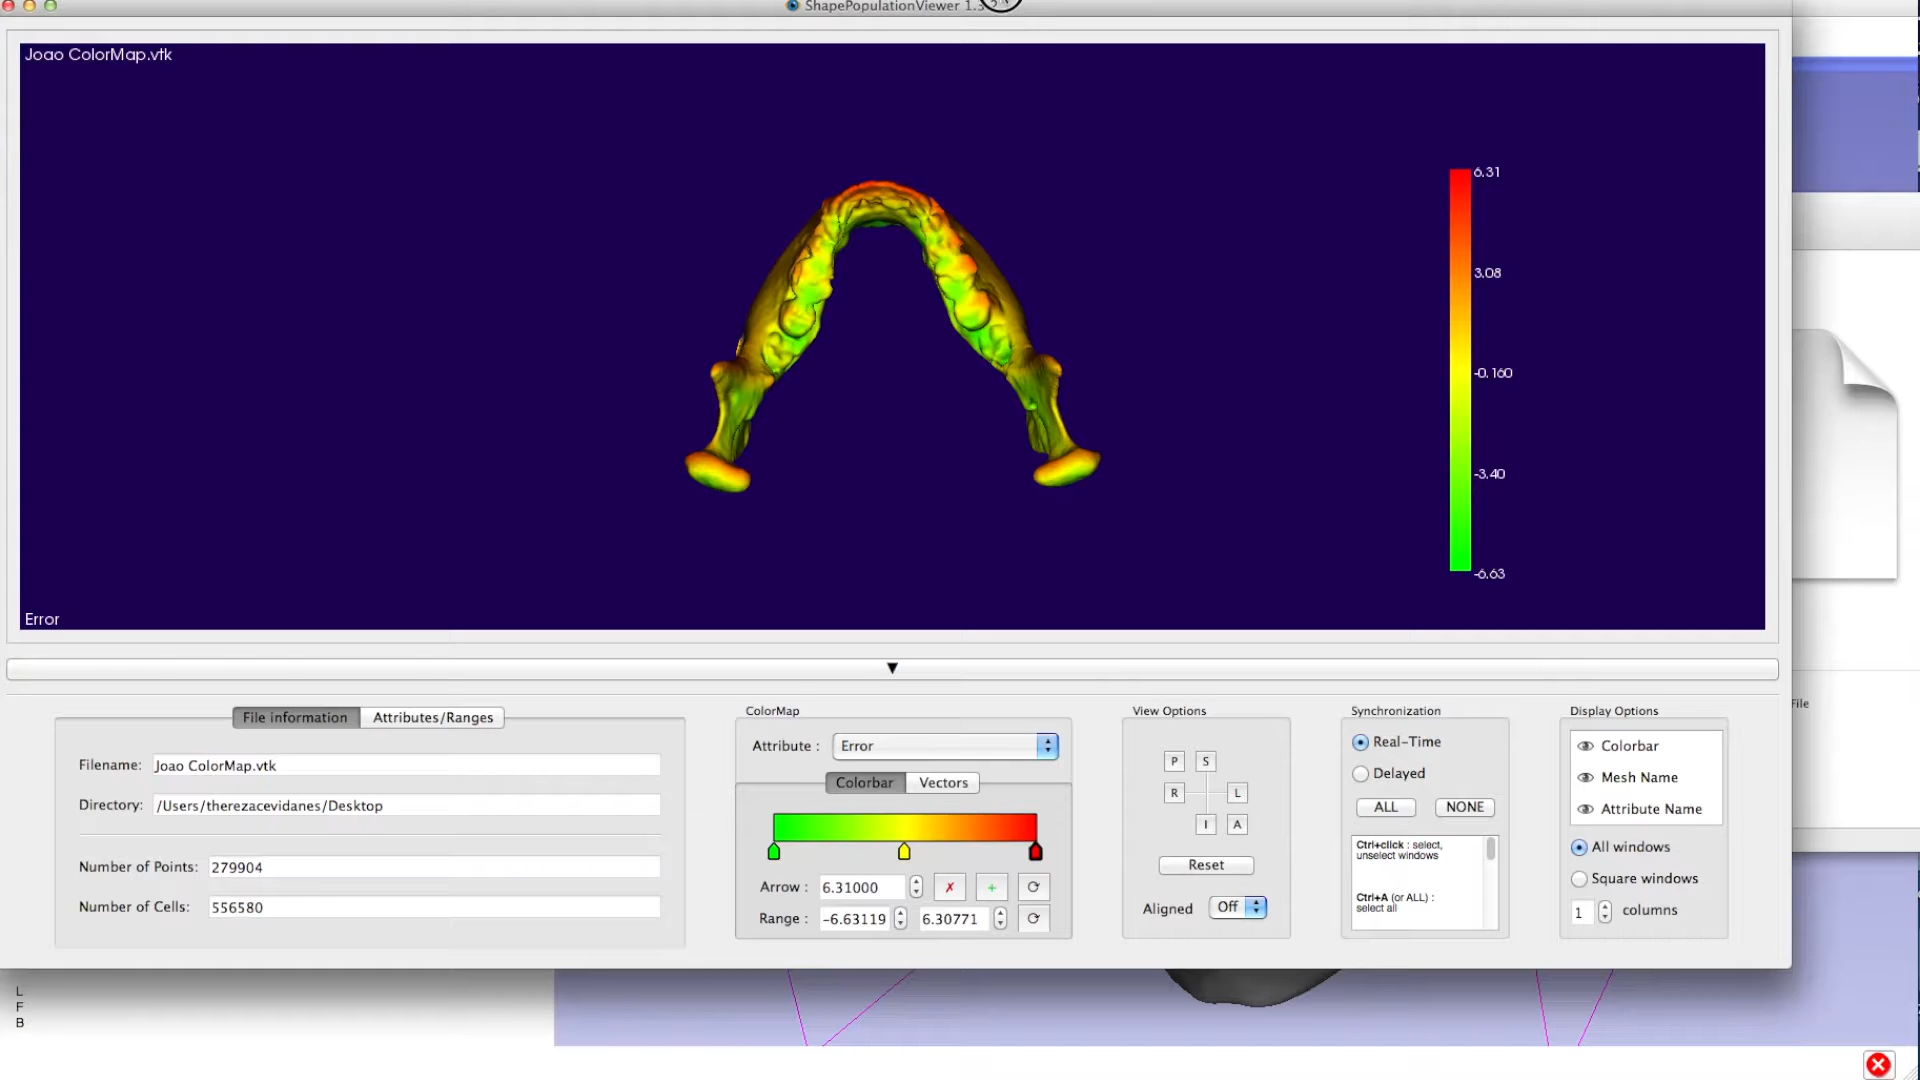 ShapePopulationViewer 1.3
Joao ColorMap.vtk
6.31
3.08
-0.160
-3.40
-6.63
Error
▼
File information
Attributes/Ranges
Filename: Joao ColorMap.vtk
Directory: /Users/therezacevidanes/Desktop
Number of Points: 279904
Number of Cells: 556580
ColorMap
Attribute : Error
Colorbar
Vectors
Arrow : 6.31000 ✗ +
Range : -6.63119 6.30771
View Options
P S
R L
I A
Reset
Aligned Off
Synchronization
Real-Time
Delayed
ALL NONE
Ctrl+click : select,
unselect windows
Ctrl+A (or ALL) :
select all
Display Options
Colorbar
Mesh Name
Attribute Name
All windows
Square windows
1 columns
File
L
F
B